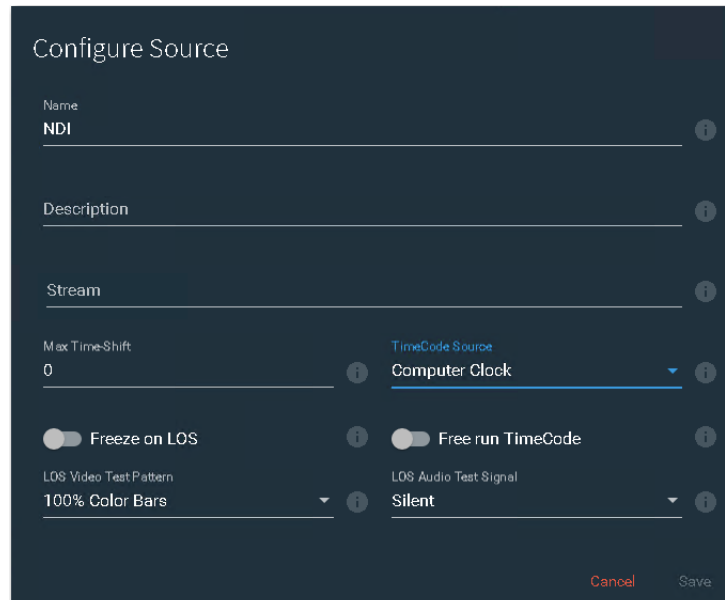 Configure Source
Name
NDI
Description
Stream
Max Time-Shift
TimeCode Source
0
Computer Clock
Freeze on LOS
Free run TimeCode
LOS Video Test Pattern
LOS Audio Test Signal
100% Color Bars
Silent
Cancel
Save